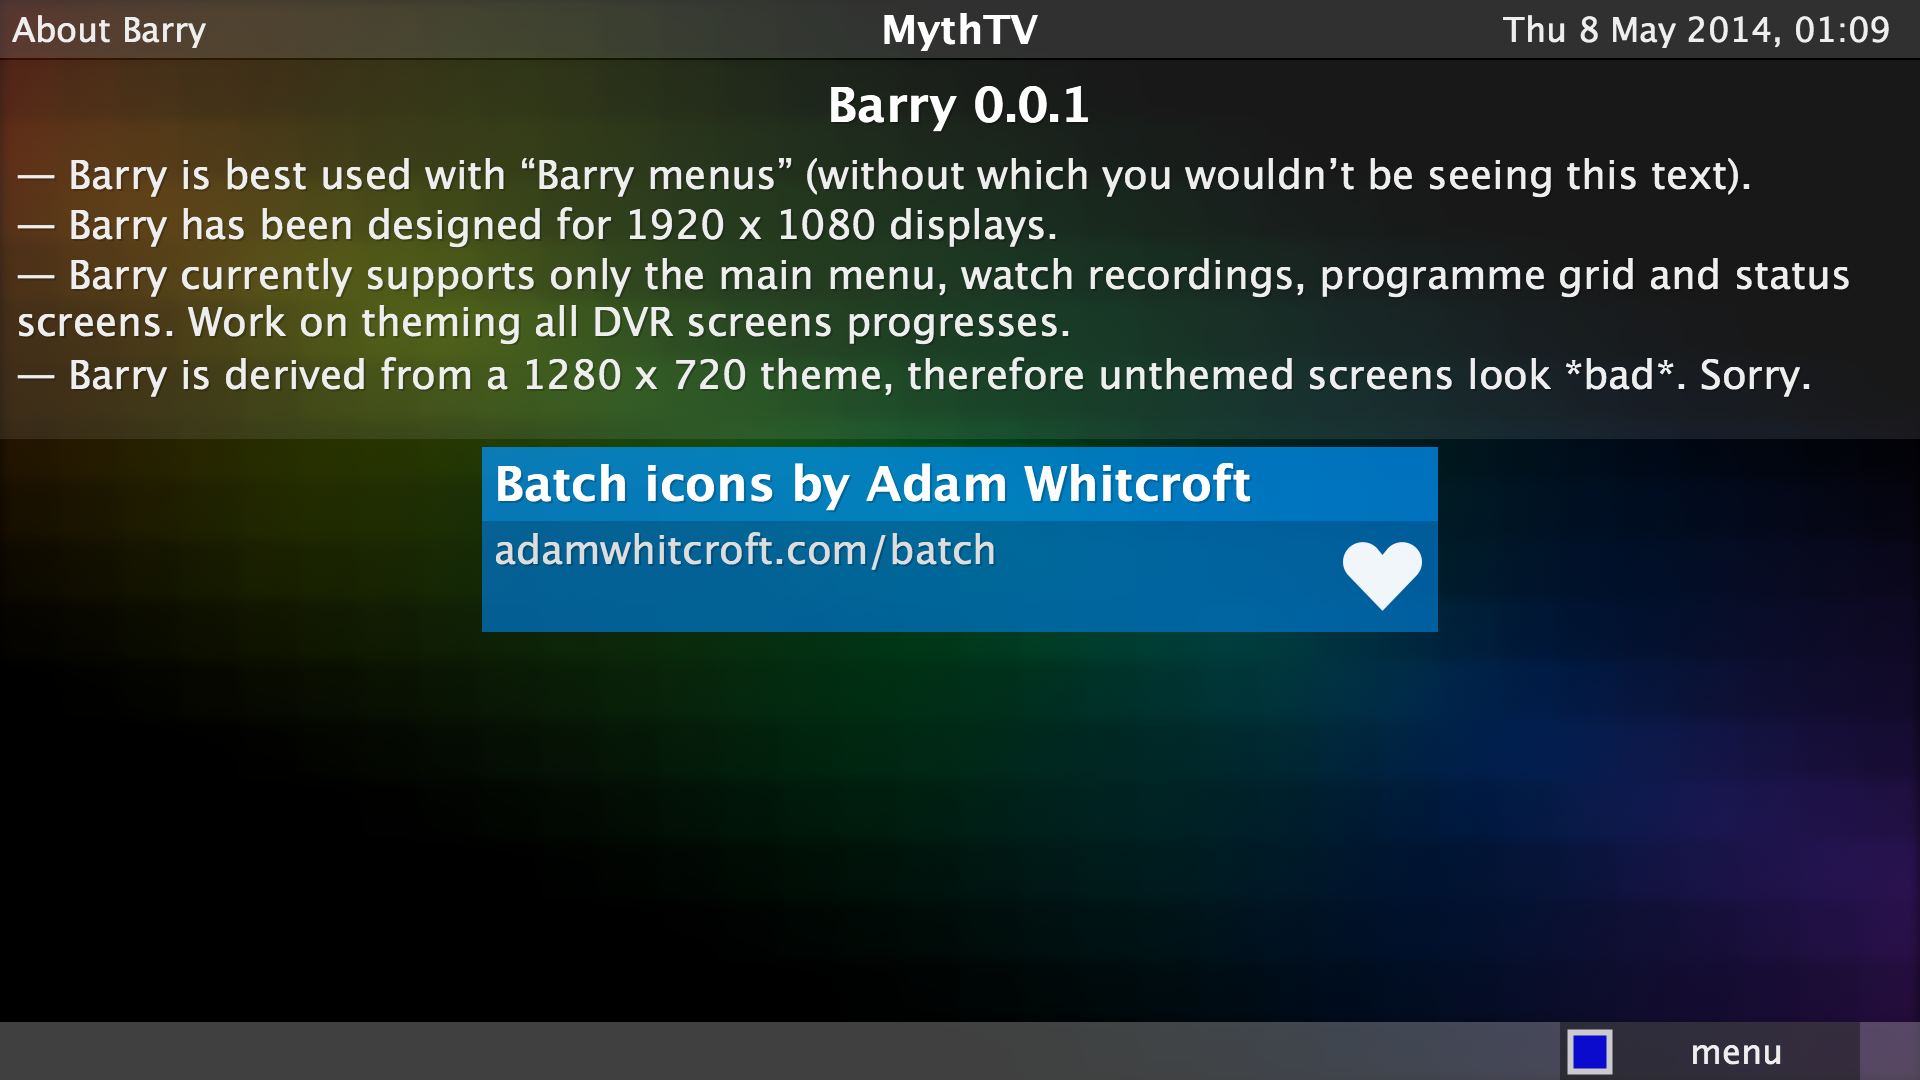 About Barry
MythTV
Thu 8 May 2014, 01:09
Barry 0.0.1
— Barry is best used with “Barry menus” (without which you wouldn’t be seeing this text).
— Barry has been designed for 1920 x 1080 displays.
— Barry currently supports only the main menu, watch recordings, programme grid and status
screens. Work on theming all DVR screens progresses.
— Barry is derived from a 1280 x 720 theme, therefore unthemed screens look *bad*. Sorry.
Batch icons by Adam Whitcroft
adamwhitcroft.com/batch
menu